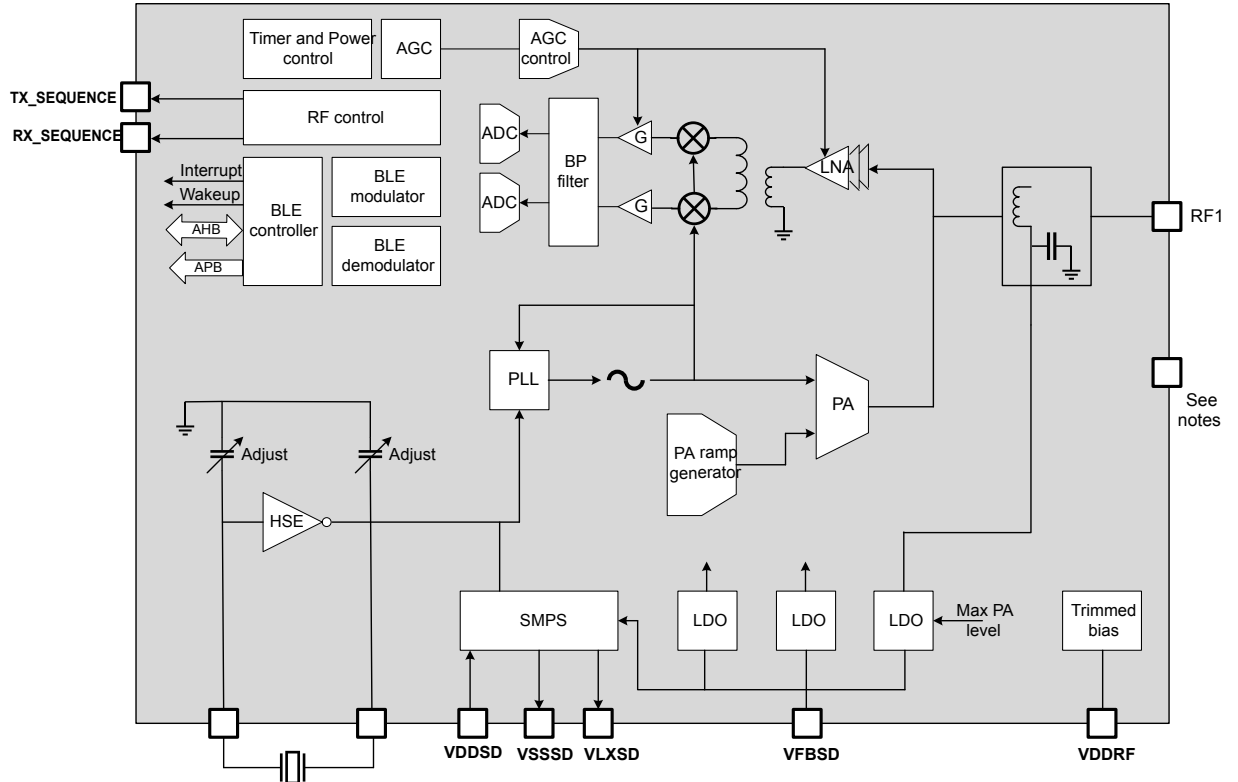 Timer and Power
control
AGC
AGC
control
TX_SEQUENCE
RX_SEQUENCE
RF control
ADC
ADC
BP
filter
G
G
LNA
Interrupt
Wakeup
AHB
APB
BLE
controller
BLE
modulator
BLE
demodulator
RF1
PLL
PA
See
notes
Adjust
Adjust
PA ramp
generator
HSE
SMPS
LDO
LDO
LDO
Max PA
level
Trimmed
bias
VDDSD
VSSSD
VLXSD
VFBSD
VDDRF